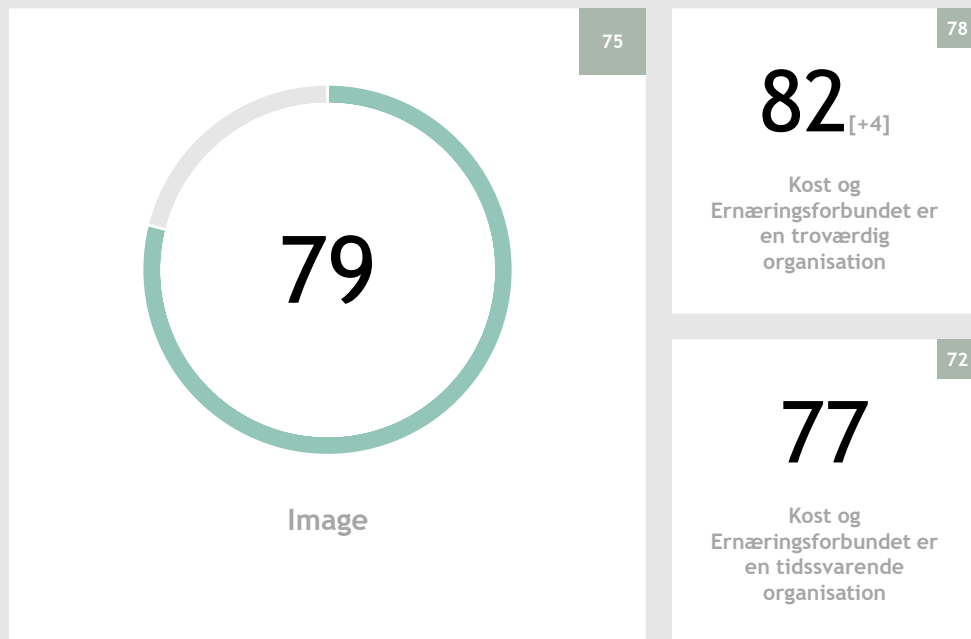 75
79
Image
78
82 [+4]
Kost og
Ernæringsforbundet er
en troværdig
organisation
72
77
Kost og
Ernæringsforbundet er
en tidssvarende
organisation